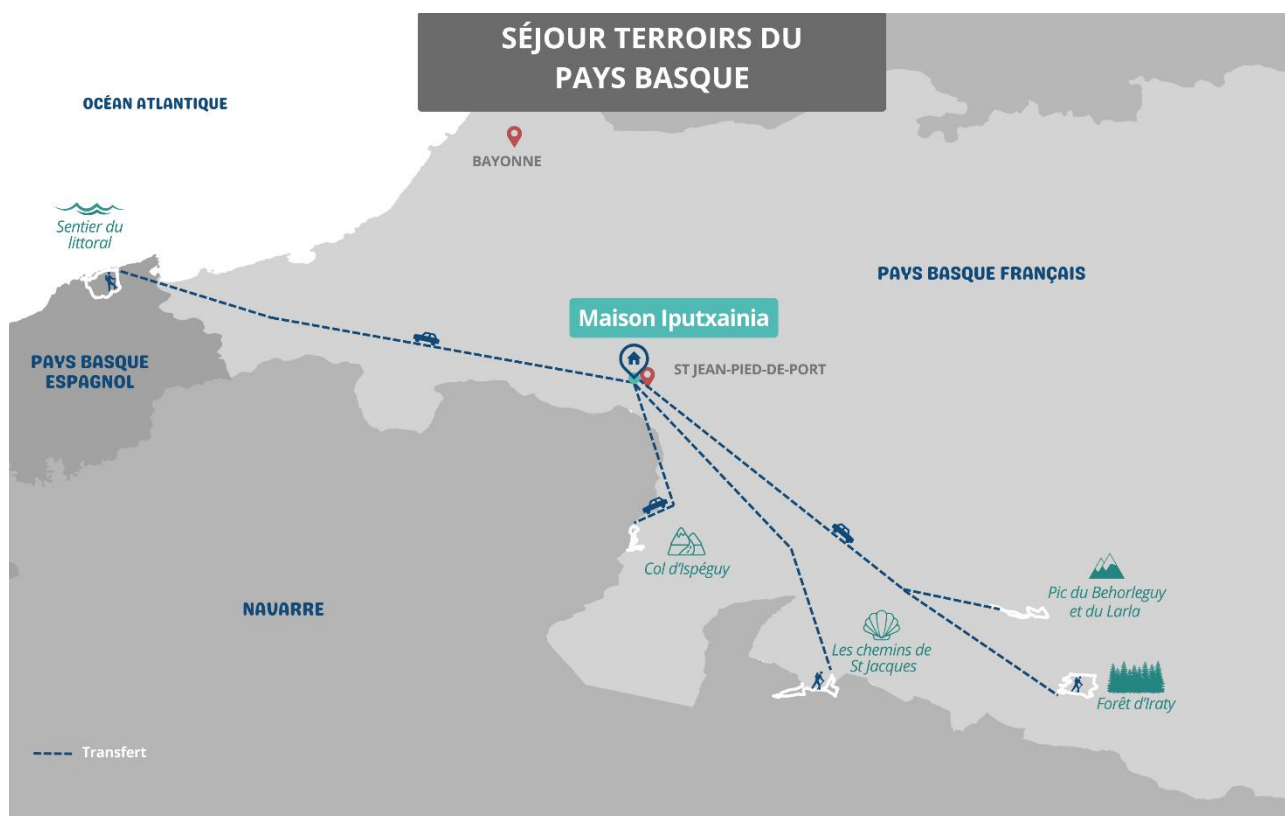 SÉJOUR TERROIRS DU
PAYS BASQUE
OCÉAN ATLANTIQUE
BAYONNE
Sentier du
littoral
PAYS BASQUE FRANÇAIS
Maison Iputxainia
PAYS BASQUE
ESPAGNOL
ST JEAN-PIED-DE-PORT
Col d'Ispéguy
Pic du Behorleguy
et du Larla
NAVARRE
Les chemins de
St Jacques
Forêt d'Iraty
Transfert